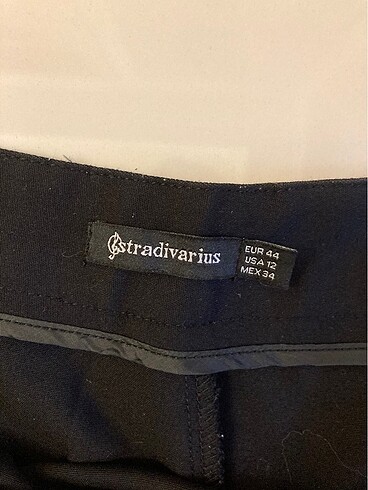 stradivarius
EUR 44
USA 12
MEX 34